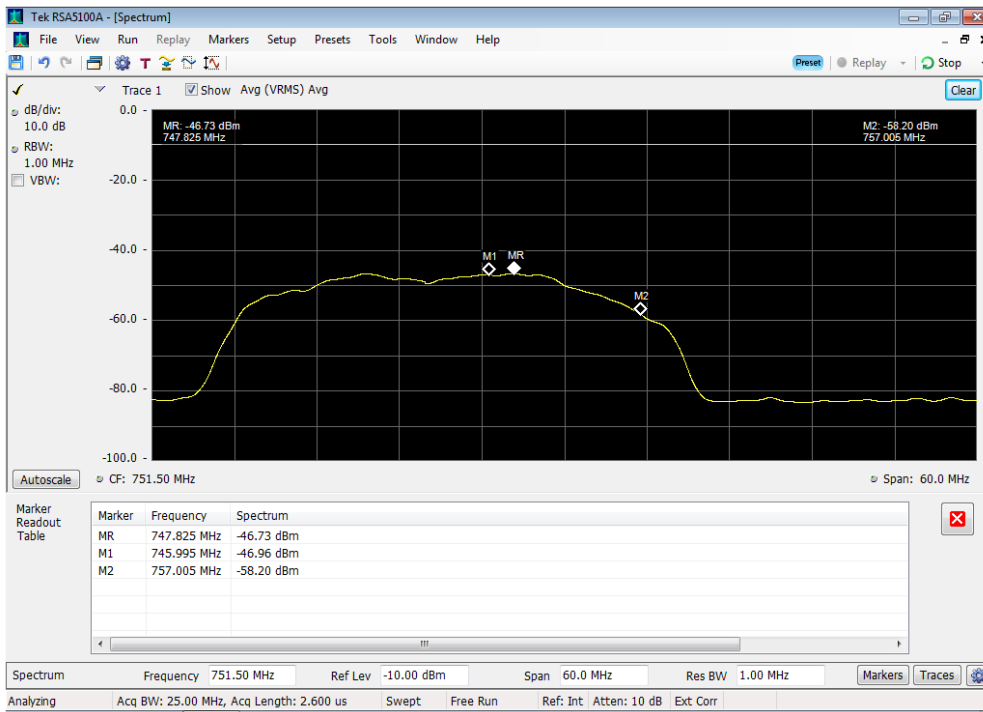 Tek RSA5100A - [Spectrum]
File View Run Replay Markers Setup Presets Tools Window Help
T Preset Replay Stop
Trace 1 Show Avg (VRMS) Avg Clear
dB/div:
10.0 dB
RBW:
1.00 MHz
VBW:
0.0
-20.0
-40.0
-60.0
-80.0
-100.0
MR: -46.73 dBm
747.825 MHz
M2: -58.20 dBm
757.005 MHz
M1 MR
M2
Autoscale CF: 751.50 MHz Span: 60.0 MHz
Marker
Readout
Table
Marker Frequency Spectrum
MR 747.825 MHz -46.73 dBm
M1 745.995 MHz -46.96 dBm
M2 757.005 MHz -58.20 dBm
Spectrum Frequency 751.50 MHz Ref Lev -10.00 dBm Span 60.0 MHz Res BW 1.00 MHz Markers Traces
Analyzing Acq BW: 25.00 MHz, Acq Length: 2.600 us Swept Free Run Ref: Int Atten: 10 dB Ext Corr